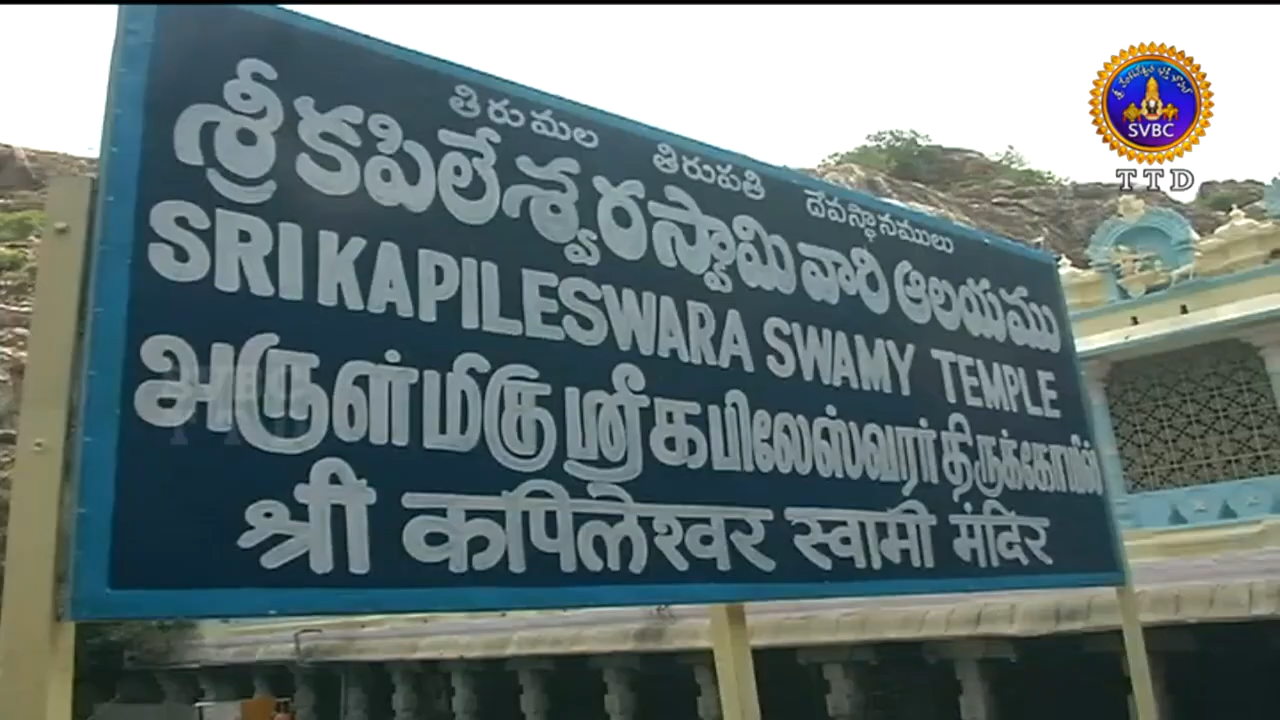 తిరుమల తిరుపతి దేవస్థానములు
శ్రీ కపిలేశ్వరస్వామి వారి ఆలయము
SRI KAPILESWARA SWAMY TEMPLE
அருள்மிகு ஸ்ரீ கபிலேஸ்வரர் திருக்கோயில்
श्री कपिलेश्वर स्वामी मंदिर
SVBC
TTD